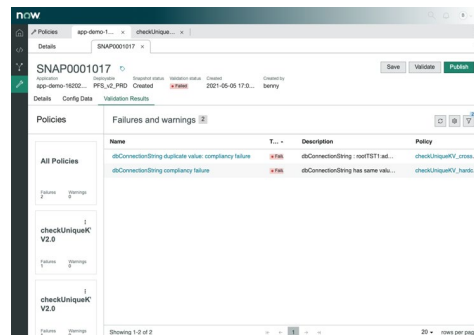 now
Policies app-dem-1... × checkUnique... ×
Details SNAP0001017 ×
SNAP0001017
Save Validate Publish
Application Deployable Snapshot status Validation status Created Created by
app-demo-16202... PFS_v2_PRD Created Failed 2021-05-05 17:0... benny
Details Config Data Validation Results
Policies
Failures and warnings 2
Name T... Description Policy
All Policies
Failures Warnings
2 0
dbConnectionString duplicate value: compliancy failure Fails dbConnectionString : rootTST1:ad... checkUniqueKV_cross...
dbConnectionString compliancy failure Fails dbConnectionString has same valu... checkUniqueKV_hardc...
checkUniqueK'
V2.0
Failures Warnings
1 0
checkUniqueK'
V2.0
Failures Warnings
Showing 1-2 of 2 1 20 rows per pag